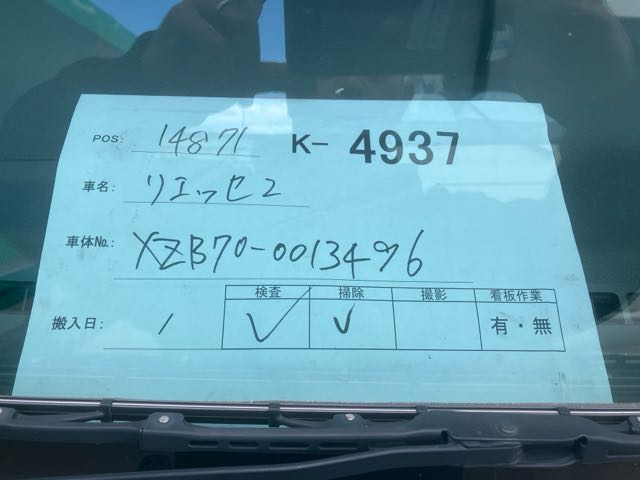 POS: 14871 K- 4937
車名: リエッセ2
車体No.: XZB70-0013496
検査 掃除 撮影 看板作業
搬入日: / ✓ ✓ 有・無